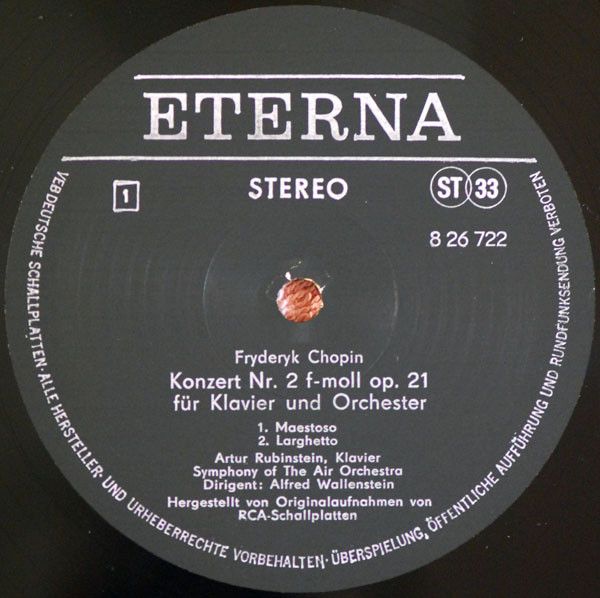 ETERNA
1
STEREO
ST 33
8 26 722
Fryderyk Chopin
Konzert Nr. 2 f-moll op. 21
für Klavier und Orchester
1. Maestoso
2. Larghetto
Artur Rubinstein, Klavier
Symphony of The Air Orchestra
Dirigent: Alfred Wallenstein
Hergestellt von Originalaufnahmen von
RCA-Schallplatten
VEB DEUTSCHE SCHALLPLATTEN · ALLE HERSTELLER- UND URHEBERRECHTE VORBEHALTEN · ÜBERSPIELUNG, ÖFFENTLICHE AUFFÜHRUNG UND RUNDFUNKSENDUNG VERBOTEN